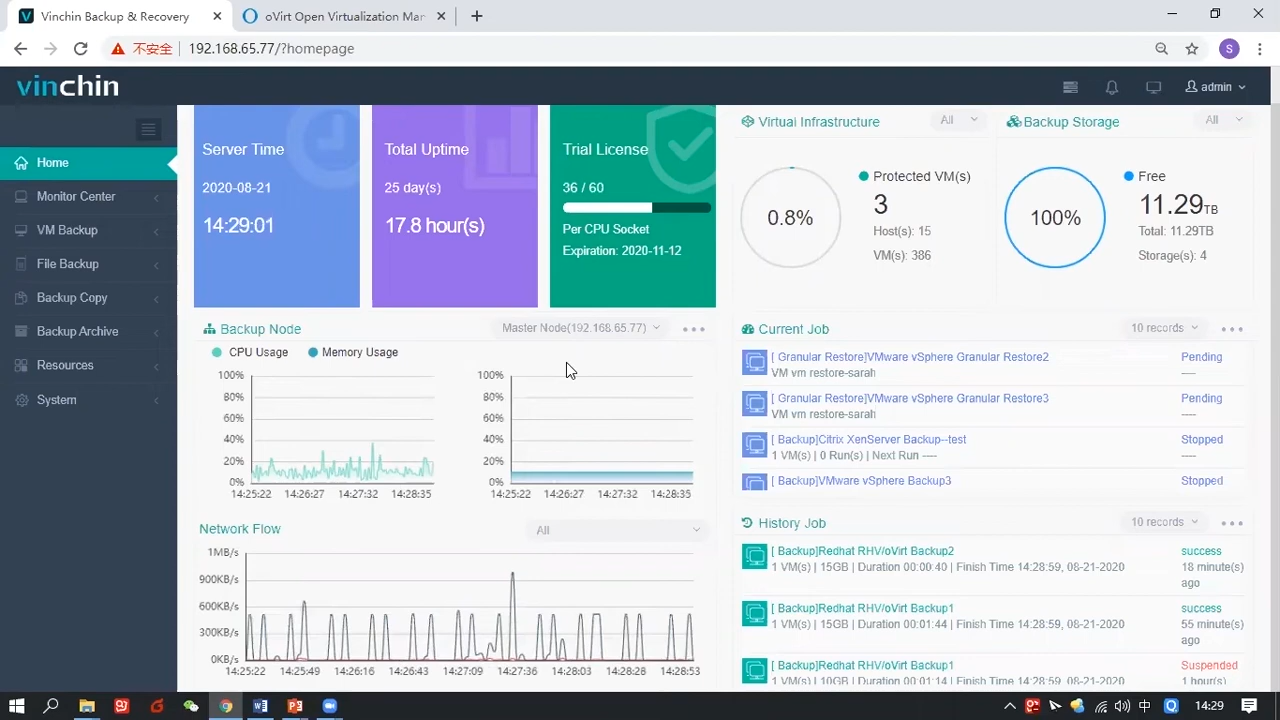 Vinchin Backup & Recovery
oVirt Open Virtualization Mar
不安全
192.168.65.77/?homepage
S
vinchin
admin
Home
Monitor Center
VM Backup
File Backup
Backup Copy
Backup Archive
Resources
System
Server Time
2020-08-21
14:29:01
Total Uptime
25 day(s)
17.8 hour(s)
Trial License
36 / 60
Per CPU Socket
Expiration: 2020-11-12
Virtual Infrastructure
All
0.8%
Protected VM(s)
3
Host(s): 15
VM(s): 386
Backup Storage
All
100%
Free
11.29TB
Total: 11.29TB
Storage(s): 4
Backup Node
Master Node(192.168.65.77)
CPU Usage
Memory Usage
100%
80%
60%
40%
20%
0%
14:25:22 14:26:27 14:27:32 14:28:35
100%
80%
60%
40%
20%
0%
14:25:22 14:26:27 14:27:32 14:28:35
Network Flow
All
1MB/s
900KB/s
600KB/s
300KB/s
0KB/s
14:25:22 14:25:49 14:26:16 14:26:43 14:27:09 14:27:36 14:28:03 14:28:28 14:28:53
Current Job
10 records
[ Granular Restore]VMware vSphere Granular Restore2
Pending
VM vm restore-sarah
----
[ Granular Restore]VMware vSphere Granular Restore3
Pending
VM vm restore-sarah
----
[ Backup]Citrix XenServer Backup--test
Stopped
1 VM(s) | 0 Run(s) | Next Run ----
----
[ Backup]VMware vSphere Backup3
Stopped
History Job
10 records
[ Backup]Redhat RHV/oVirt Backup2
success
1 VM(s) | 15GB | Duration 00:00:40 | Finish Time 14:28:59, 08-21-2020
18 minute(s)
ago
[ Backup]Redhat RHV/oVirt Backup1
success
1 VM(s) | 15GB | Duration 00:01:44 | Finish Time 14:28:59, 08-21-2020
55 minute(s)
ago
[ Backup]Redhat RHV/oVirt Backup1
Suspended
1 VM(s) | 10GB | Duration 00:01:14 | Finish Time 14:28:59, 08-21-2020
1 hour(s)
中
14:29